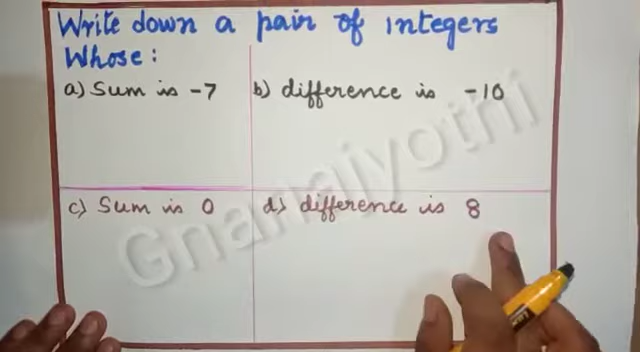 Write down a pair of integers
Whose:
a) Sum is -7
b) difference is -10
c) Sum is 0
d) difference is 8
Gnanajyothi